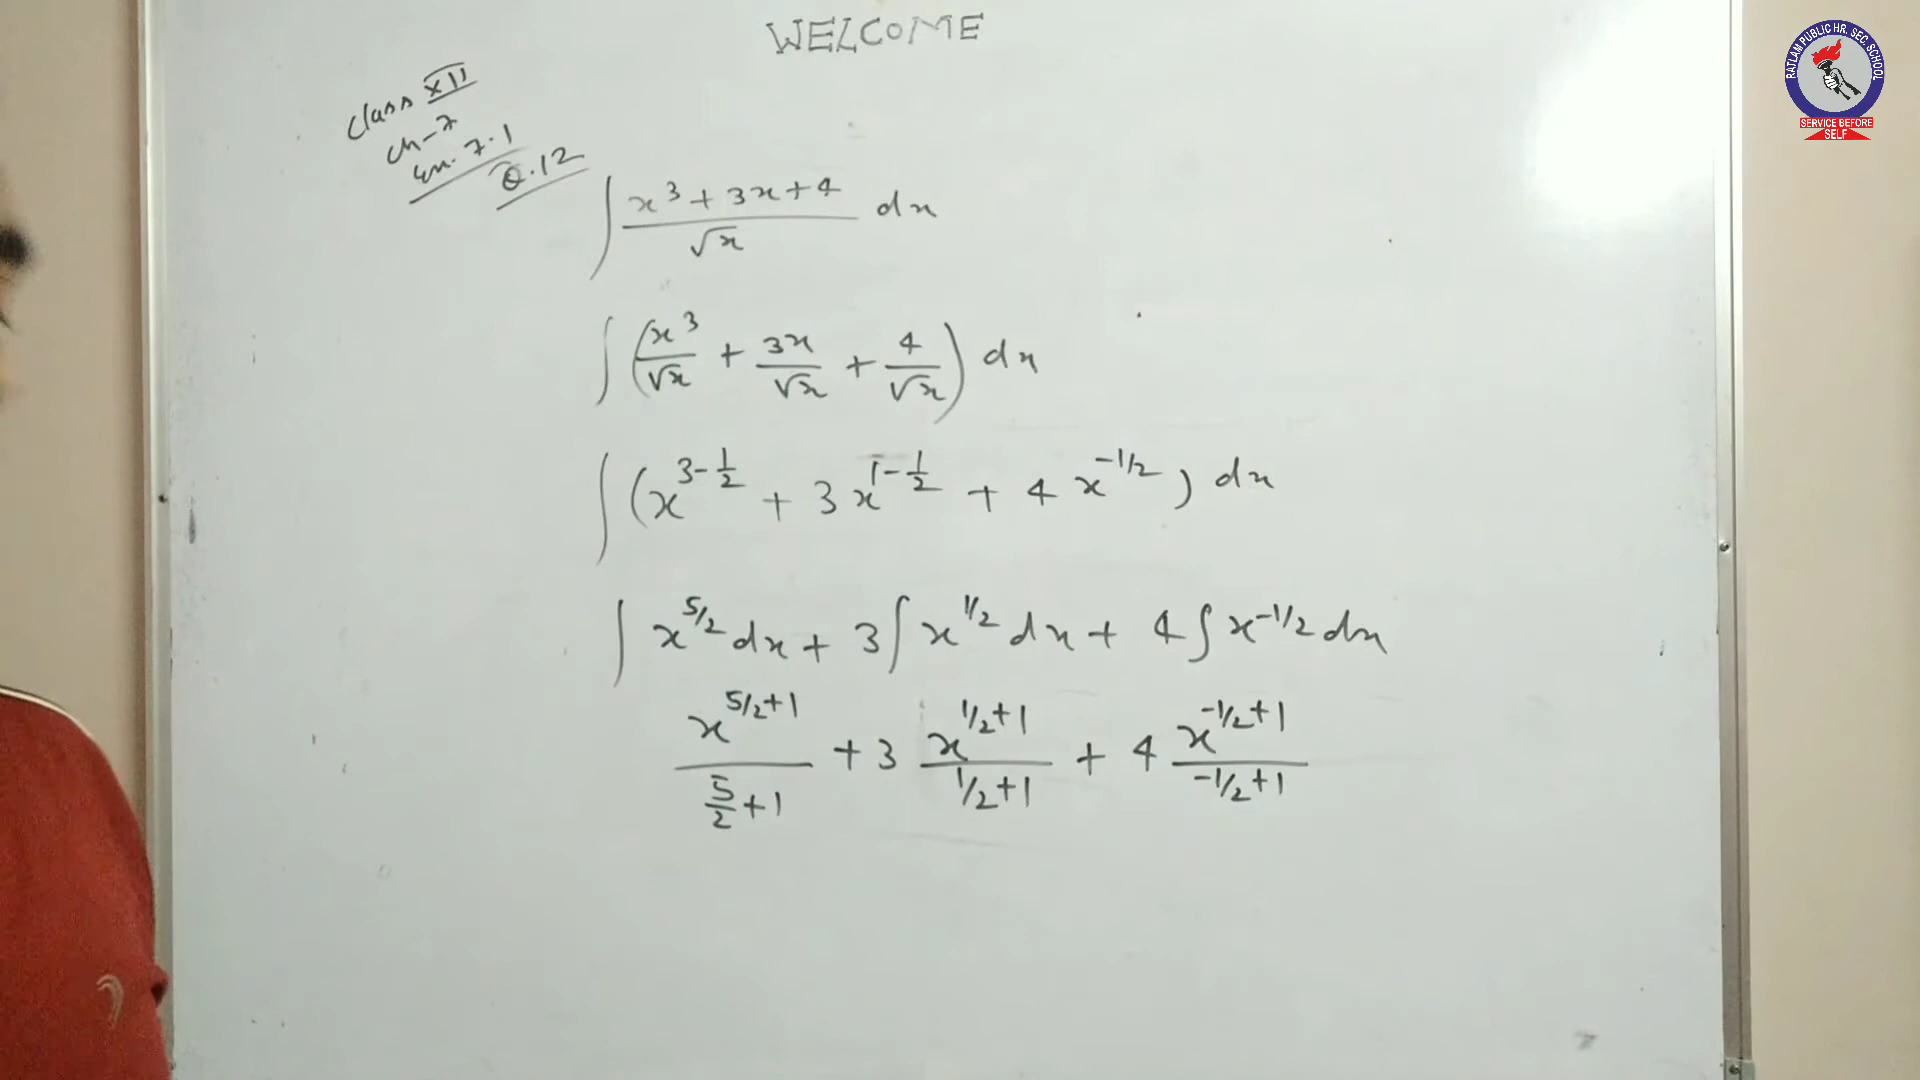 WELCOME
RATLAM PUBLIC HR. SEC. SCHOOL
SERVICE BEFORE
SELF
Class XII
Ch-7
Ex. 7.1
Q.12
∫ (x³ + 3x + 4)/√x dx
∫ (x³/√x + 3x/√x + 4/√x) dx
∫ (x^(3-1/2) + 3x^(1-1/2) + 4x^(-1/2)) dx
∫ x^(5/2) dx + 3∫ x^(1/2) dx + 4∫ x^(-1/2) dx
x^(5/2+1)/(5/2+1) + 3 x^(1/2+1)/(1/2+1) + 4 x^(-1/2+1)/(-1/2+1)